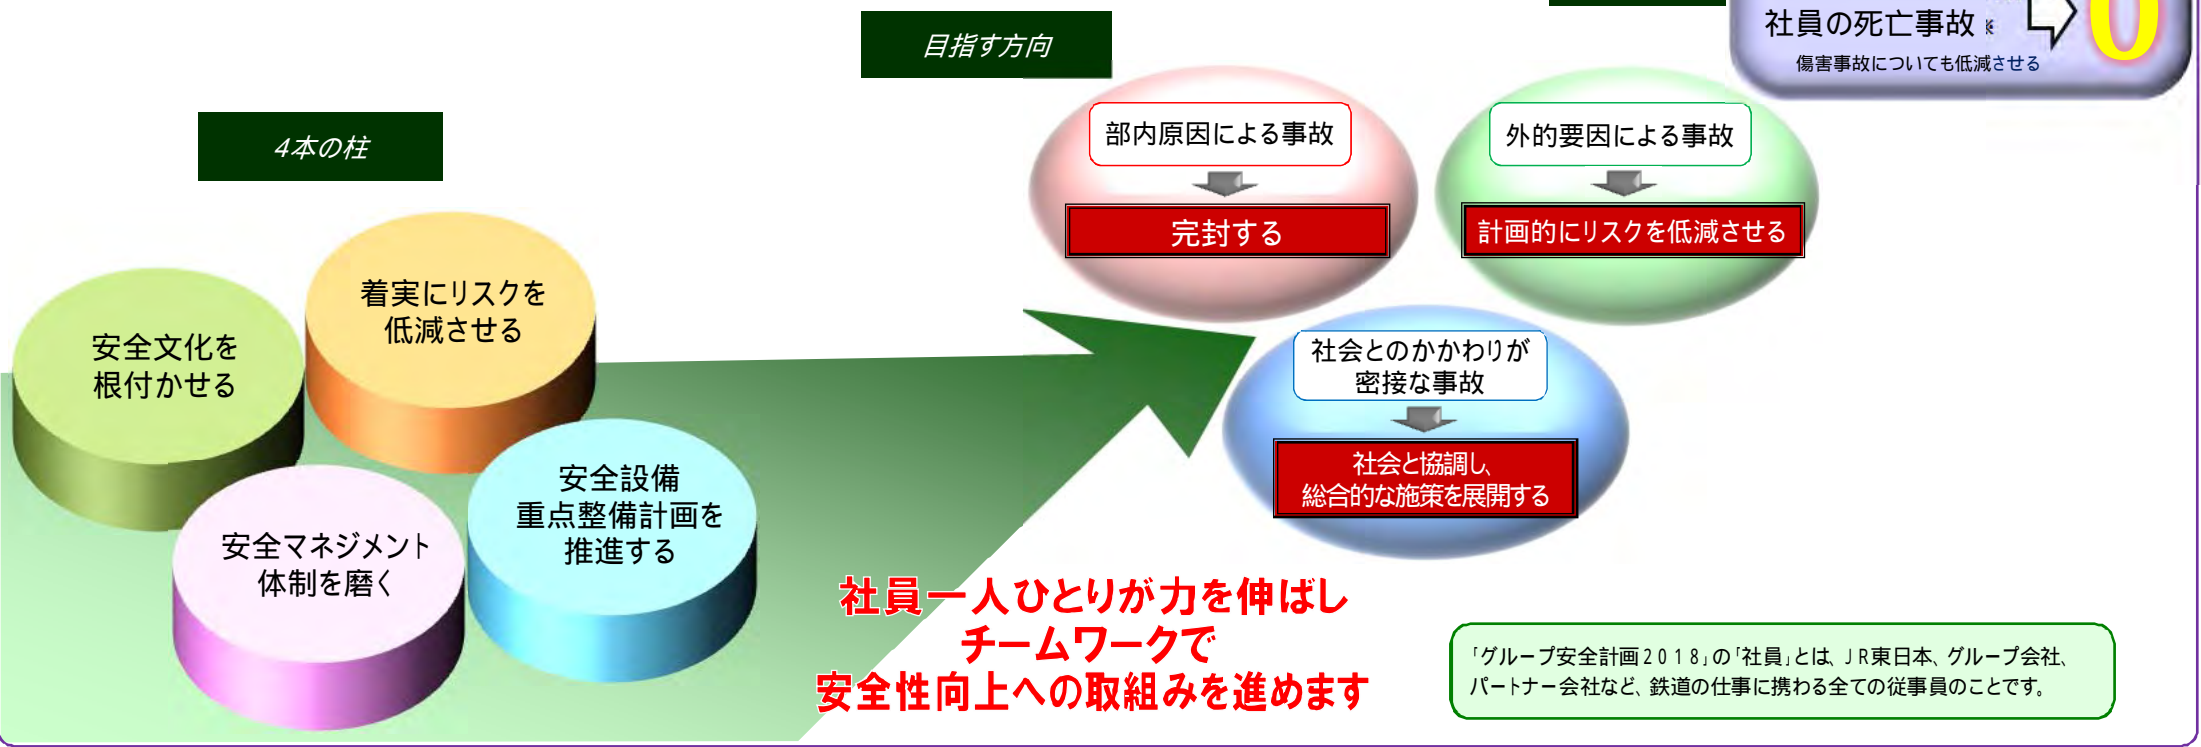 社員の死亡事故
0
傷害事故についても低減させる
目指す方向
部内原因による事故
完封する
外的要因による事故
計画的にリスクを低減させる
社会とのかかわりが
密接な事故
社会と協調し、
総合的な施策を展開する
4本の柱
安全文化を
根付かせる
着実にリスクを
低減させる
安全マネジメント
体制を磨く
安全設備
重点整備計画を
推進する
社員一人ひとりが力を伸ばし
チームワークで
安全性向上への取組みを進めます
「グループ安全計画2018」の「社員」とは、JR東日本、グループ会社、
パートナー会社など、鉄道の仕事に携わる全ての従事員のことです。